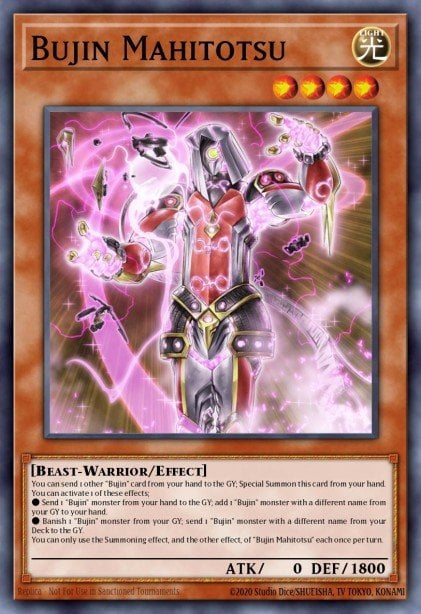 Bujin Mahitotsu
LIGHT
光
[Beast-Warrior/Effect]
You can send 1 other "Bujin" card from your hand to the GY; Special Summon this card from your hand.
You can activate 1 of these effects;
● Send 1 "Bujin" monster from your hand to the GY; add 1 "Bujin" monster with a different name from
your GY to your hand.
● Banish 1 "Bujin" monster from your GY; send 1 "Bujin" monster with a different name from your
Deck to the GY.
You can only use the Summoning effect, and the other effect, of "Bujin Mahitotsu" each once per turn.
ATK/ 0 DEF/1800
Replica - Not For Use in Sanctioned Tournaments
©2020 Studio Dice/SHUEISHA, TV TOKYO, KONAMI